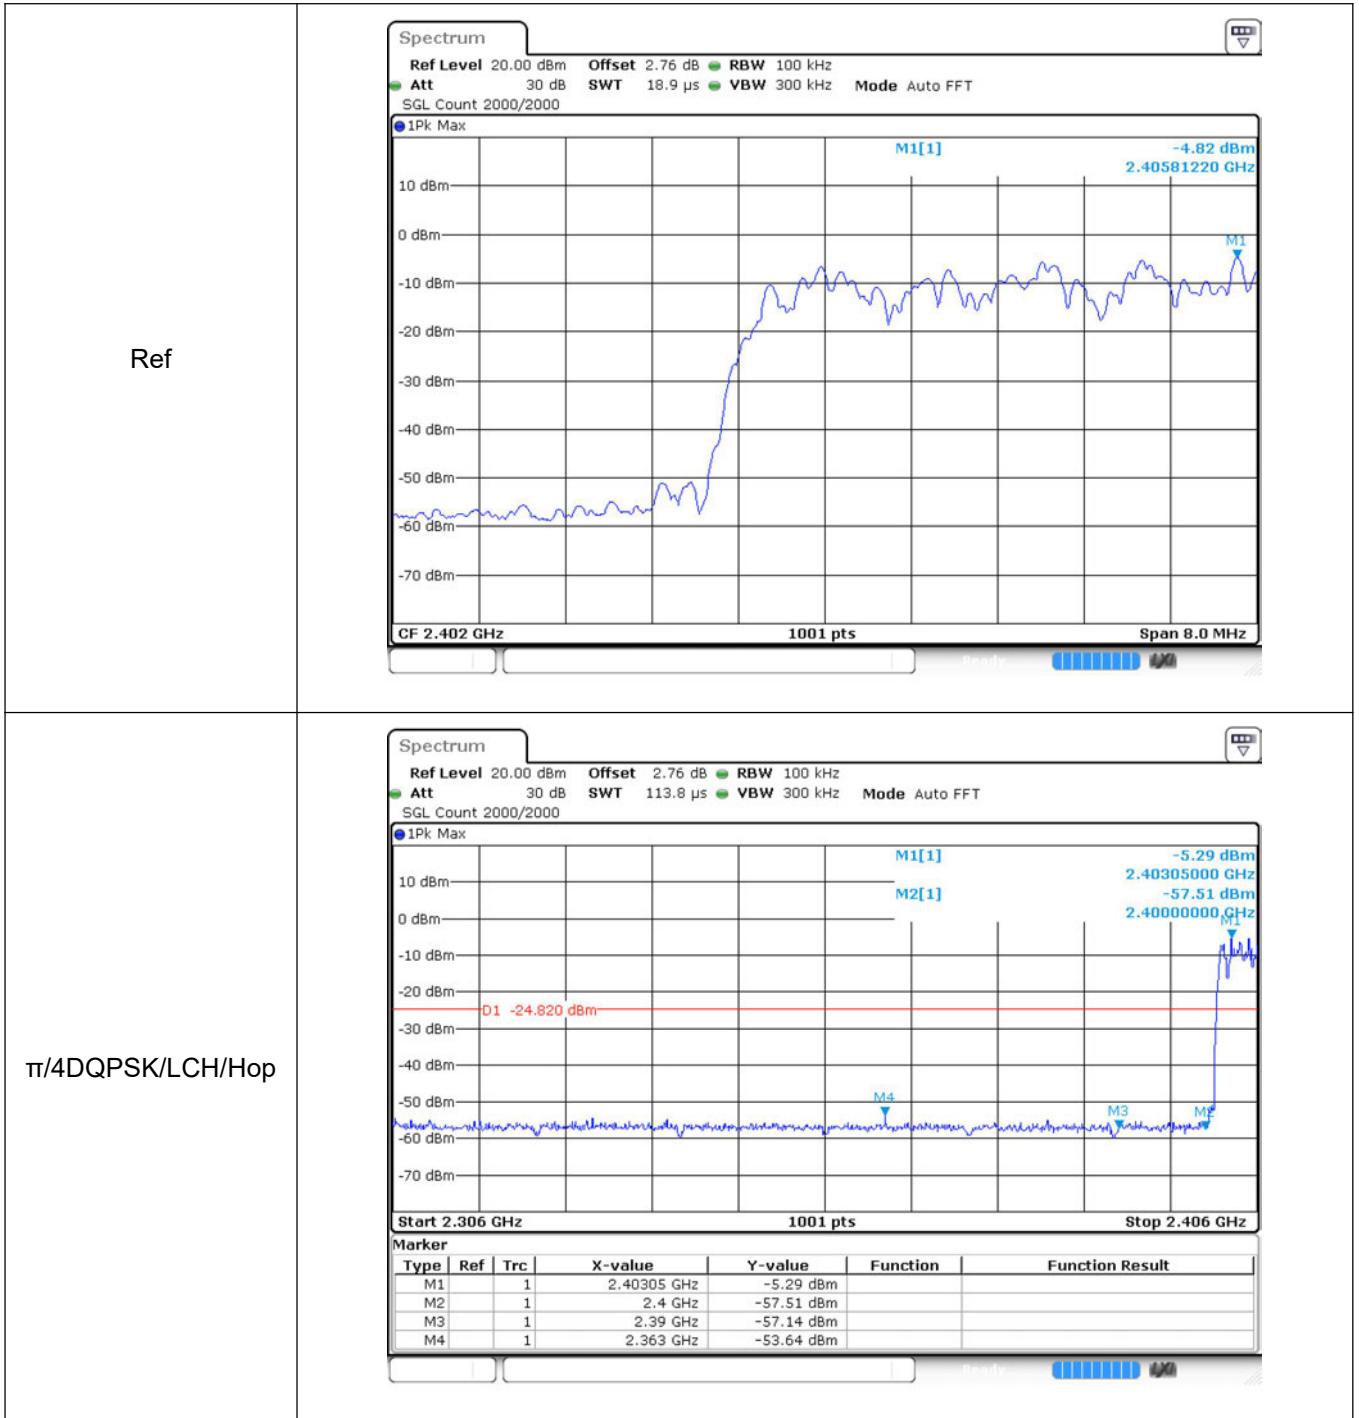 Ref
Spectrum
Ref Level 20.00 dBm Offset 2.76 dB RBW 100 kHz
Att 30 dB SWT 18.9 µs VBW 300 kHz Mode Auto FFT
SGL Count 2000/2000
1Pk Max
M1[1] -4.82 dBm
2.40581220 GHz
10 dBm
0 dBm
M1
-10 dBm
-20 dBm
-30 dBm
-40 dBm
-50 dBm
-60 dBm
-70 dBm
CF 2.402 GHz 1001 pts Span 8.0 MHz
Ready
π/4DQPSK/LCH/Hop
Spectrum
Ref Level 20.00 dBm Offset 2.76 dB RBW 100 kHz
Att 30 dB SWT 113.8 µs VBW 300 kHz Mode Auto FFT
SGL Count 2000/2000
1Pk Max
M1[1] -5.29 dBm
2.40305000 GHz
10 dBm
M2[1] -57.51 dBm
0 dBm 2.40000000 GHz
M1
-10 dBm
-20 dBm
D1 -24.820 dBm
-30 dBm
-40 dBm
-50 dBm
M4
M3 M2
-60 dBm
-70 dBm
Start 2.306 GHz 1001 pts Stop 2.406 GHz
Marker
Type Ref Trc X-value Y-value Function Function Result
M1 1 2.40305 GHz -5.29 dBm
M2 1 2.4 GHz -57.51 dBm
M3 1 2.39 GHz -57.14 dBm
M4 1 2.363 GHz -53.64 dBm
Ready